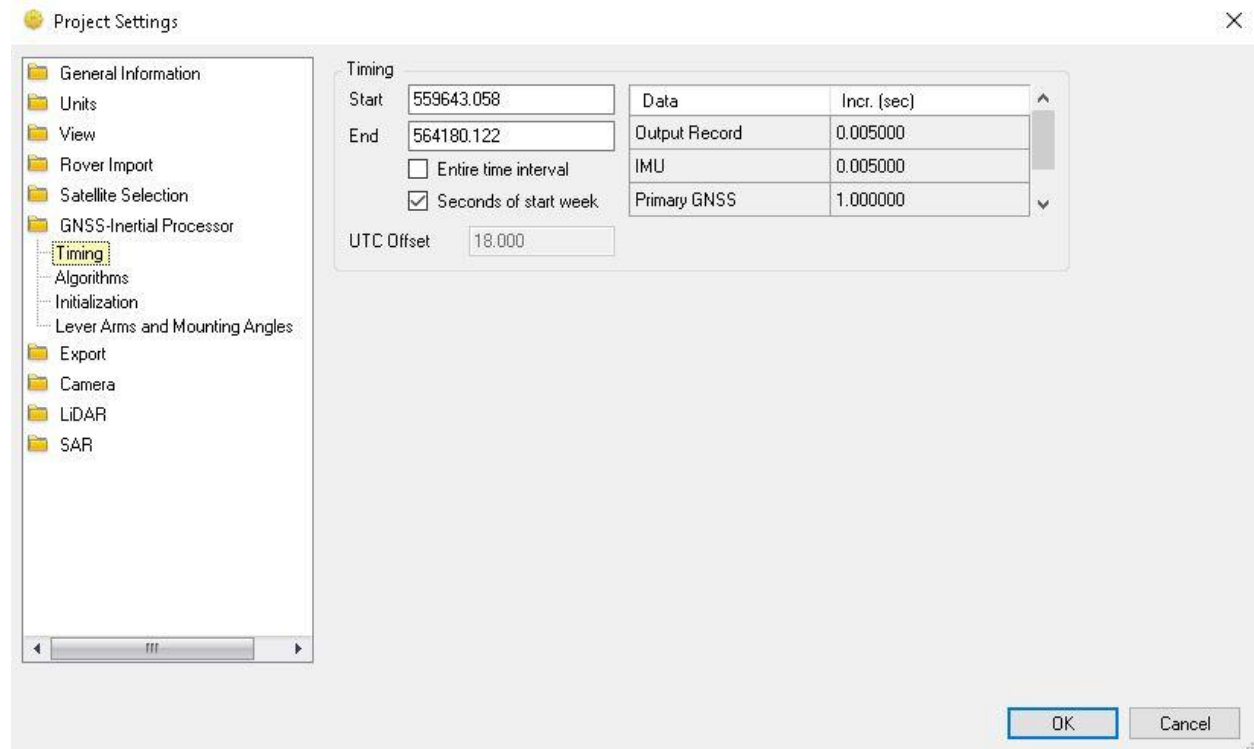 Project Settings
General Information
Units
View
Rover Import
Satellite Selection
GNSS-Inertial Processor
Timing
Algorithms
Initialization
Lever Arms and Mounting Angles
Export
Camera
LiDAR
SAR
Timing
Start 559643.058
End 564180.122
Entire time interval
Seconds of start week
UTC Offset 18.000
Data Incr. (sec)
Output Record 0.005000
IMU 0.005000
Primary GNSS 1.000000
OK Cancel